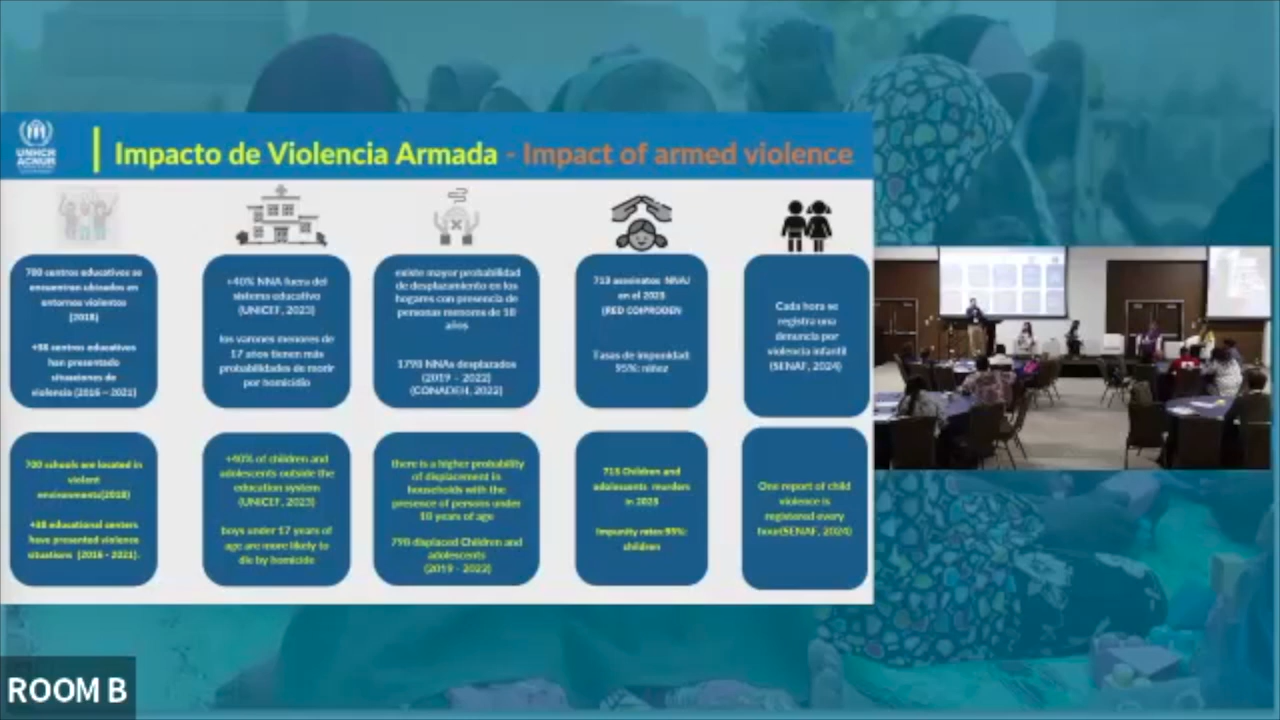 UNHCR
ACNUR
Impacto de Violencia Armada - Impact of armed violence
700 centros educativos se
encuentran ubicados en
entornos violentos
(2018)
+88 centros educativos
han presentado
situaciones de
violencia (2016 – 2021)
+40% NNA fuera del
sistema educativo
(UNICEF, 2023)
los varones menores de
17 años tienen más
probabilidades de morir
por homicidio
existe mayor probabilidad
de desplazamiento en los
hogares con presencia de
personas menores de 18
años
NNAs desplazados
(2019 - 2022)
(CONADEH, 2022)
asesinatos NNAJ
en el 2023
(RED COIPRODEN)
Tasas de impunidad:
95%: niñez
Cada hora se
registra una
denuncia por
violencia infantil
(SENAF, 2024)
700 schools are located in
violent
environments(2018)
+88 educational centers
have presented violence
situations (2016 - 2021).
+40% of children and
adolescents outside the
education system
(UNICEF, 2023)
boys under 17 years of
age are more likely to
die by homicide
there is a higher probability
of displacement in
households with the
presence of persons under
18 years of age
798 displaced Children and
adolescents
(2019 - 2022)
713 Children and
adolescents murders
in 2023
Impunity rates:95%:
children
One report of child
violence is
registered every
hour(SENAF, 2024)
ROOM B